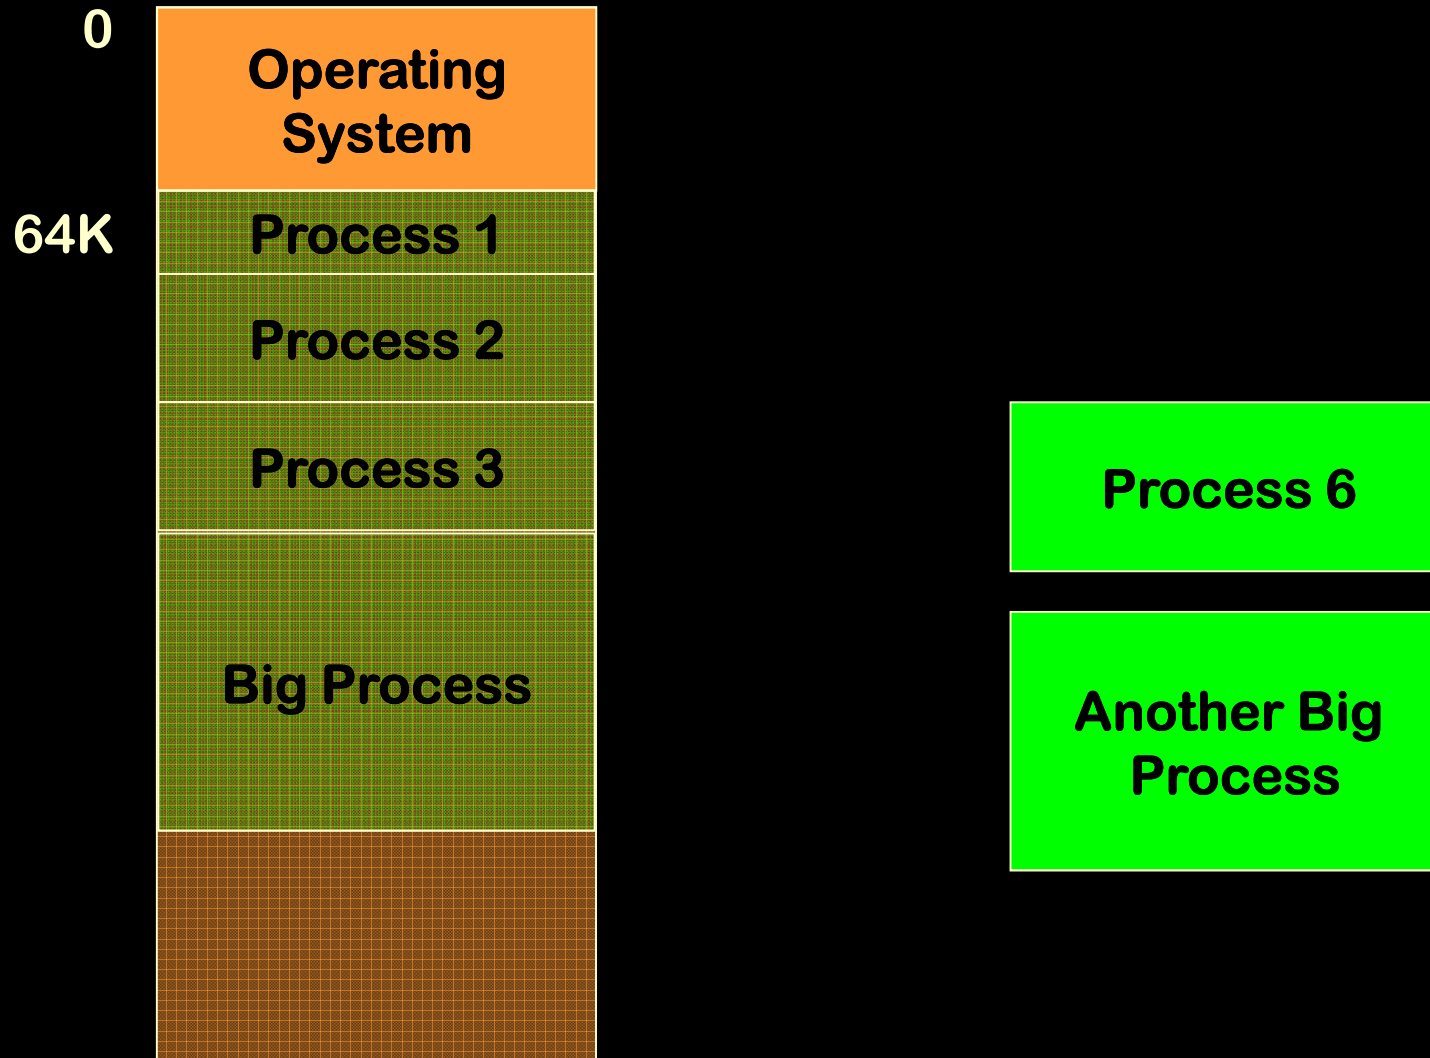 0
Operating
System
64K
Process 1
Process 2
Process 3
Process 6
Big Process
Another Big
Process